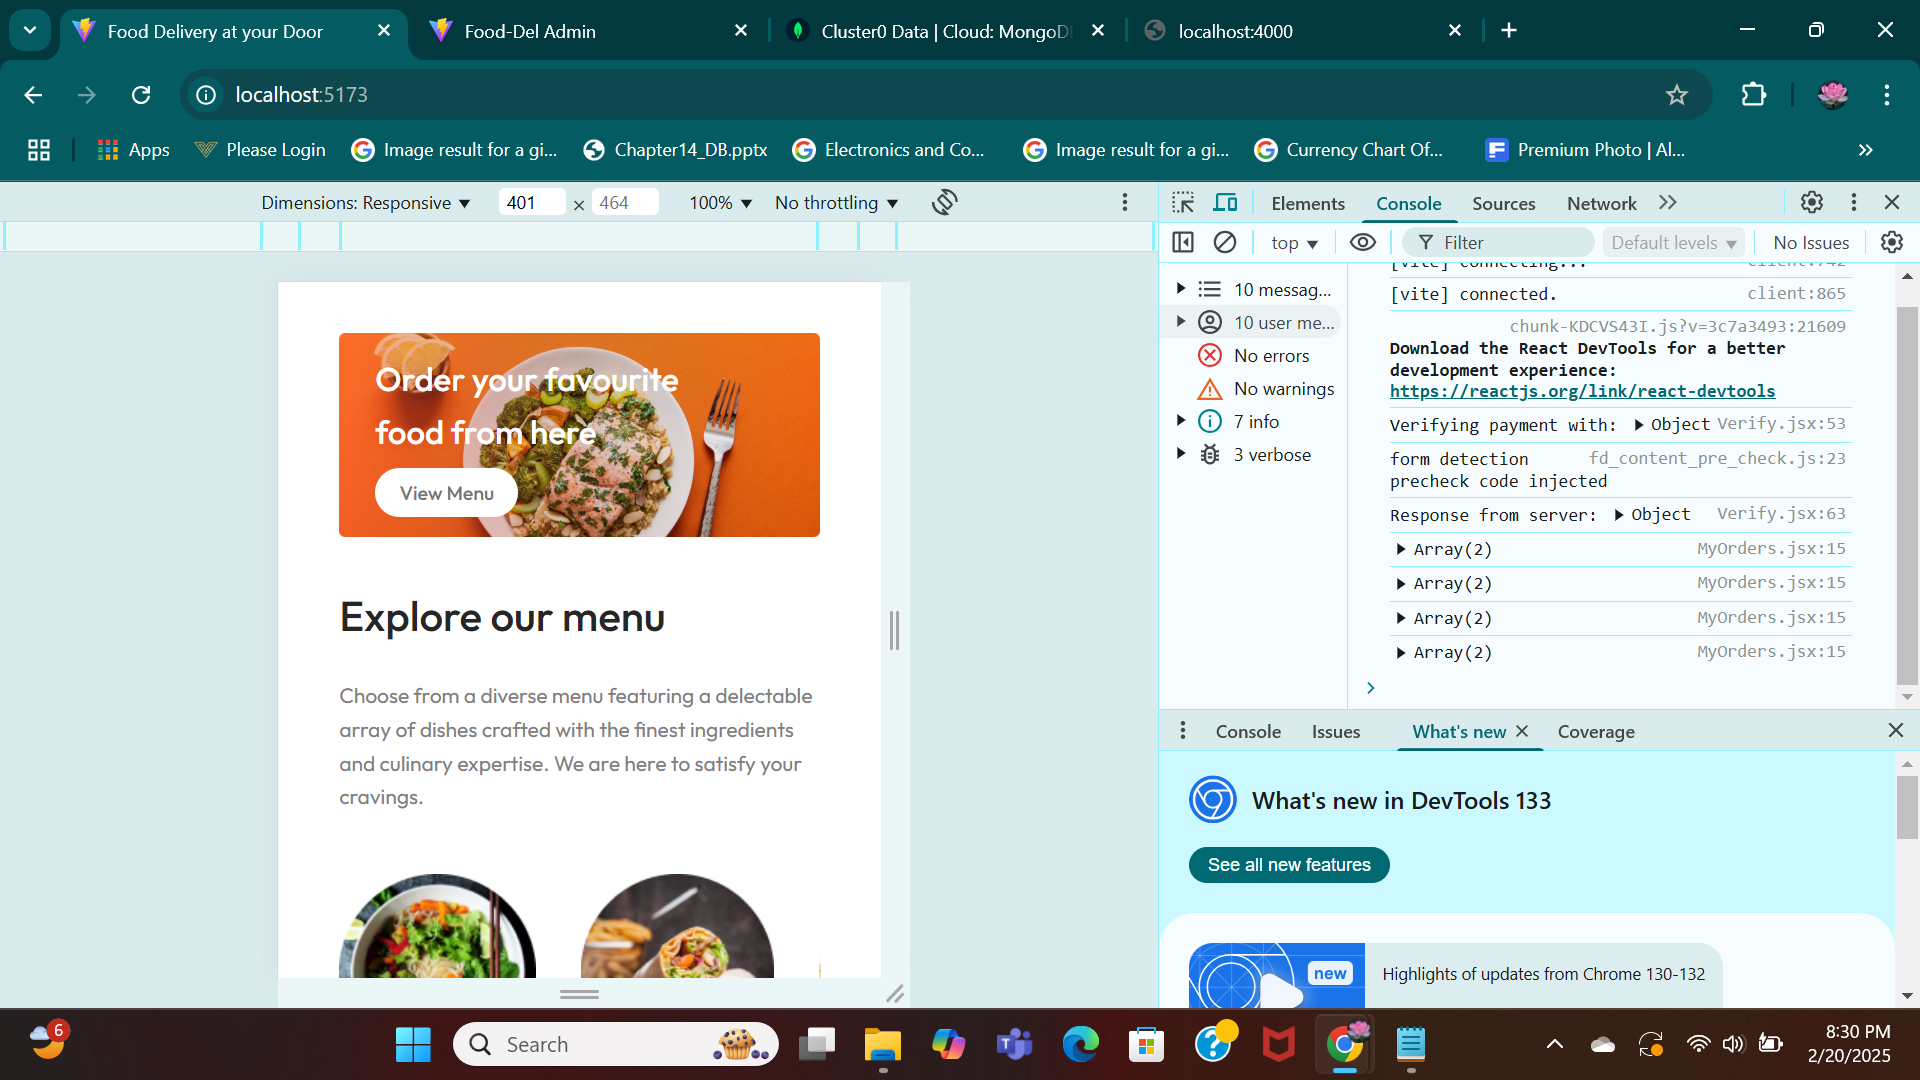 Food Delivery at your Door
Food-Del Admin
Cluster0 Data | Cloud: MongoD
localhost:4000
localhost:5173
Apps
Please Login
Image result for a gi...
Chapter14_DB.pptx
Electronics and Co...
Image result for a gi...
Currency Chart Of...
Premium Photo | Al...
Dimensions: Responsive
401 × 464
100%
No throttling
Elements
Console
Sources
Network
top
Filter
Default levels
No Issues
10 messag...
10 user me...
No errors
No warnings
7 info
3 verbose
[vite] connecting... client:742
[vite] connected. client:865
chunk-KDCVS43I.js?v=3c7a3493:21609
Download the React DevTools for a better
development experience:
https://reactjs.org/link/react-devtools
Verifying payment with: Object Verify.jsx:53
form detection fd_content_pre_check.js:23
precheck code injected
Response from server: Object Verify.jsx:63
Array(2) MyOrders.jsx:15
Array(2) MyOrders.jsx:15
Array(2) MyOrders.jsx:15
Array(2) MyOrders.jsx:15
Order your favourite
food from here
View Menu
Explore our menu
Choose from a diverse menu featuring a delectable
array of dishes crafted with the finest ingredients
and culinary expertise. We are here to satisfy your
cravings.
Console
Issues
What's new
Coverage
What's new in DevTools 133
See all new features
new
Highlights of updates from Chrome 130-132
6
Search
8:30 PM
2/20/2025